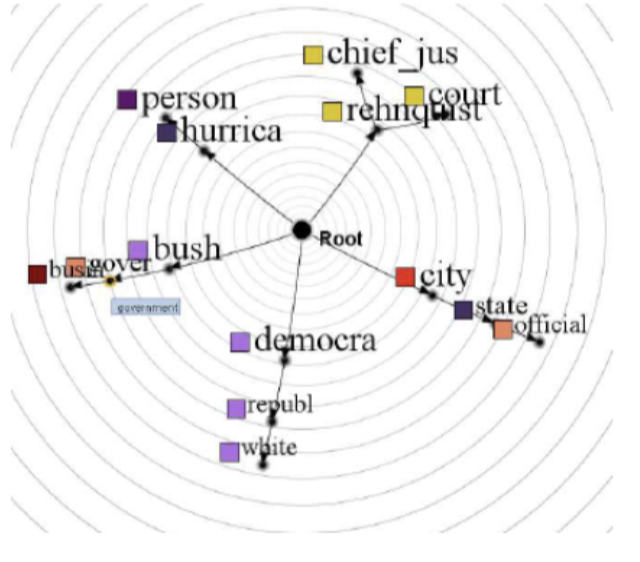 chief_jus
person
court
rehnquist
hurrica
Root
bush
gover
busin
city
government
state
official
democra
republ
white